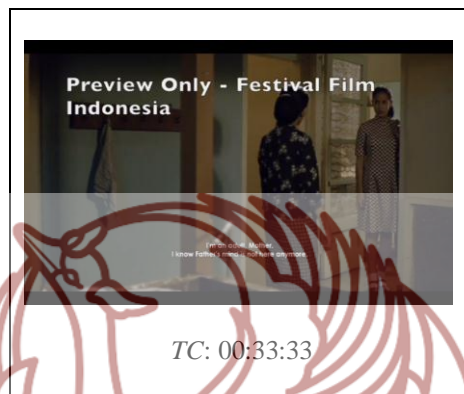 Preview Only - Festival Film
Indonesia
I'm an adult, Mother.
I know Father's mind is not here anymore.
TC: 00:33:33